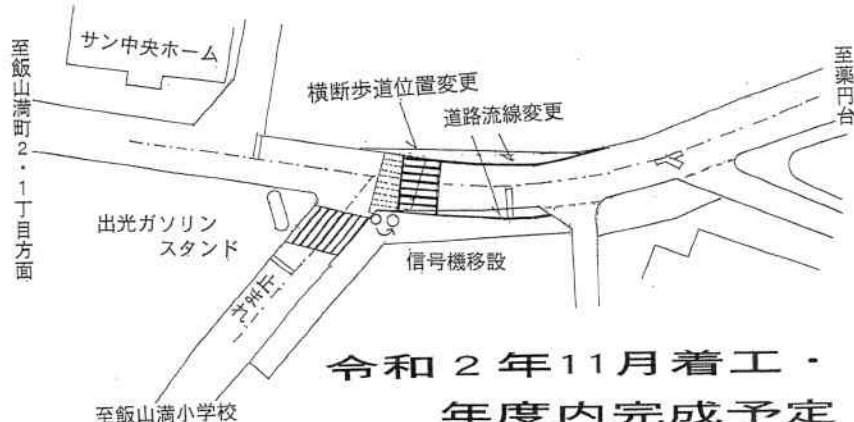 サン中央ホーム
至飯山満町2・1丁目方面
横断歩道位置変更
道路流線変更
至薬円台
出光ガソリン
スタンド
信号機移設
止まれ
至飯山満小学校
令和2年11月着工・
年度内完成予定